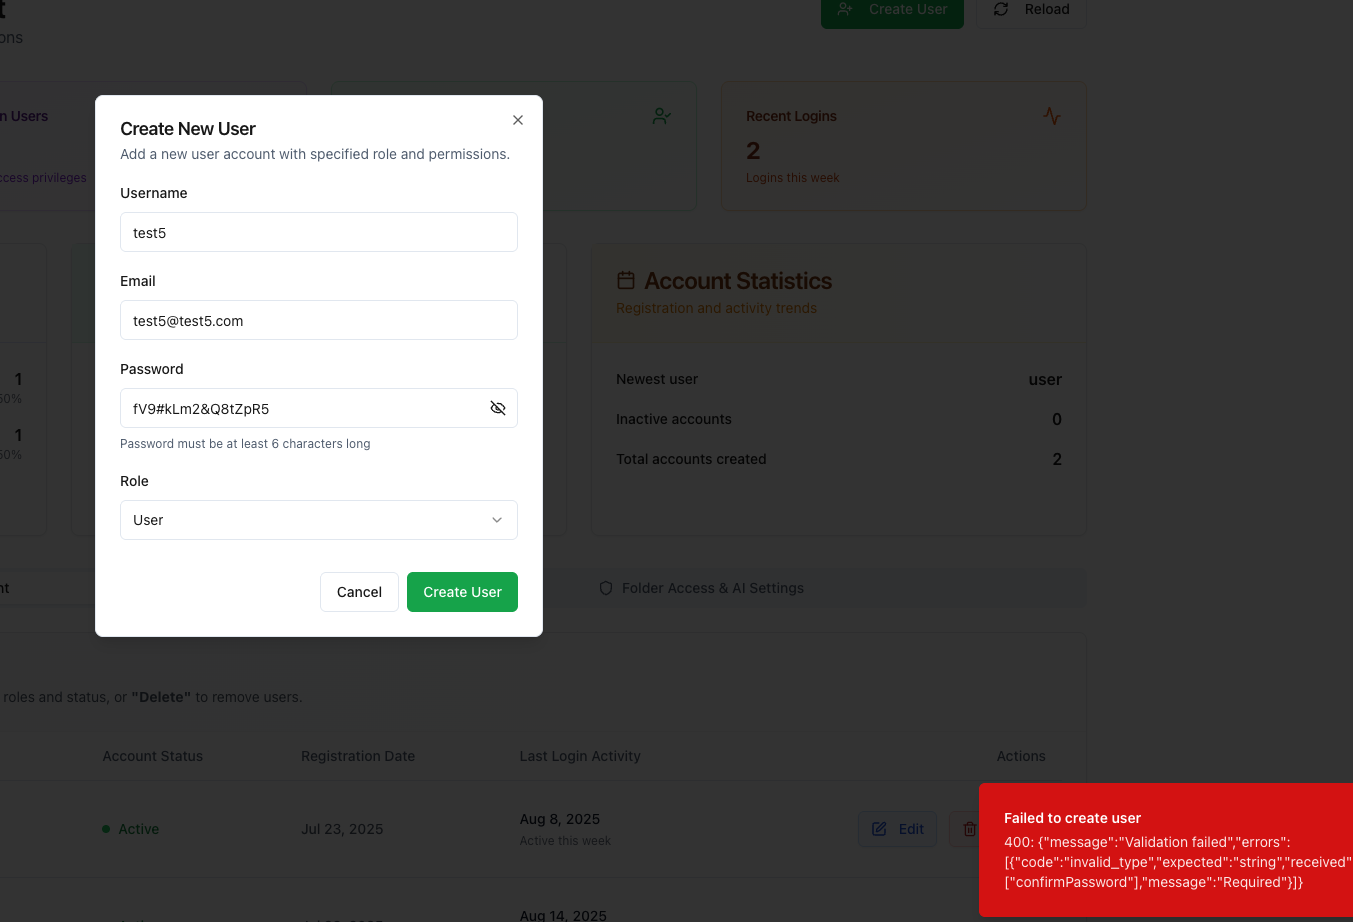 t
Create User
Reload
ons
n Users
ccess privileges
Recent Logins
2
Logins this week
Create New User
Add a new user account with specified role and permissions.
Username
test5
Email
test5@test5.com
Password
fV9#kLm2&Q8tZpR5
Password must be at least 6 characters long
Role
User
Cancel
Create User
1
50%
1
50%
Account Statistics
Registration and activity trends
Newest user
user
Inactive accounts
0
Total accounts created
2
nt
Folder Access & AI Settings
roles and status, or "Delete" to remove users.
Account Status
Registration Date
Last Login Activity
Actions
Active
Jul 23, 2025
Aug 8, 2025
Active this week
Edit
Aug 14, 2025
Failed to create user
400: {"message":"Validation failed","errors":
[{"code":"invalid_type","expected":"string","received"
["confirmPassword"],"message":"Required"}]}